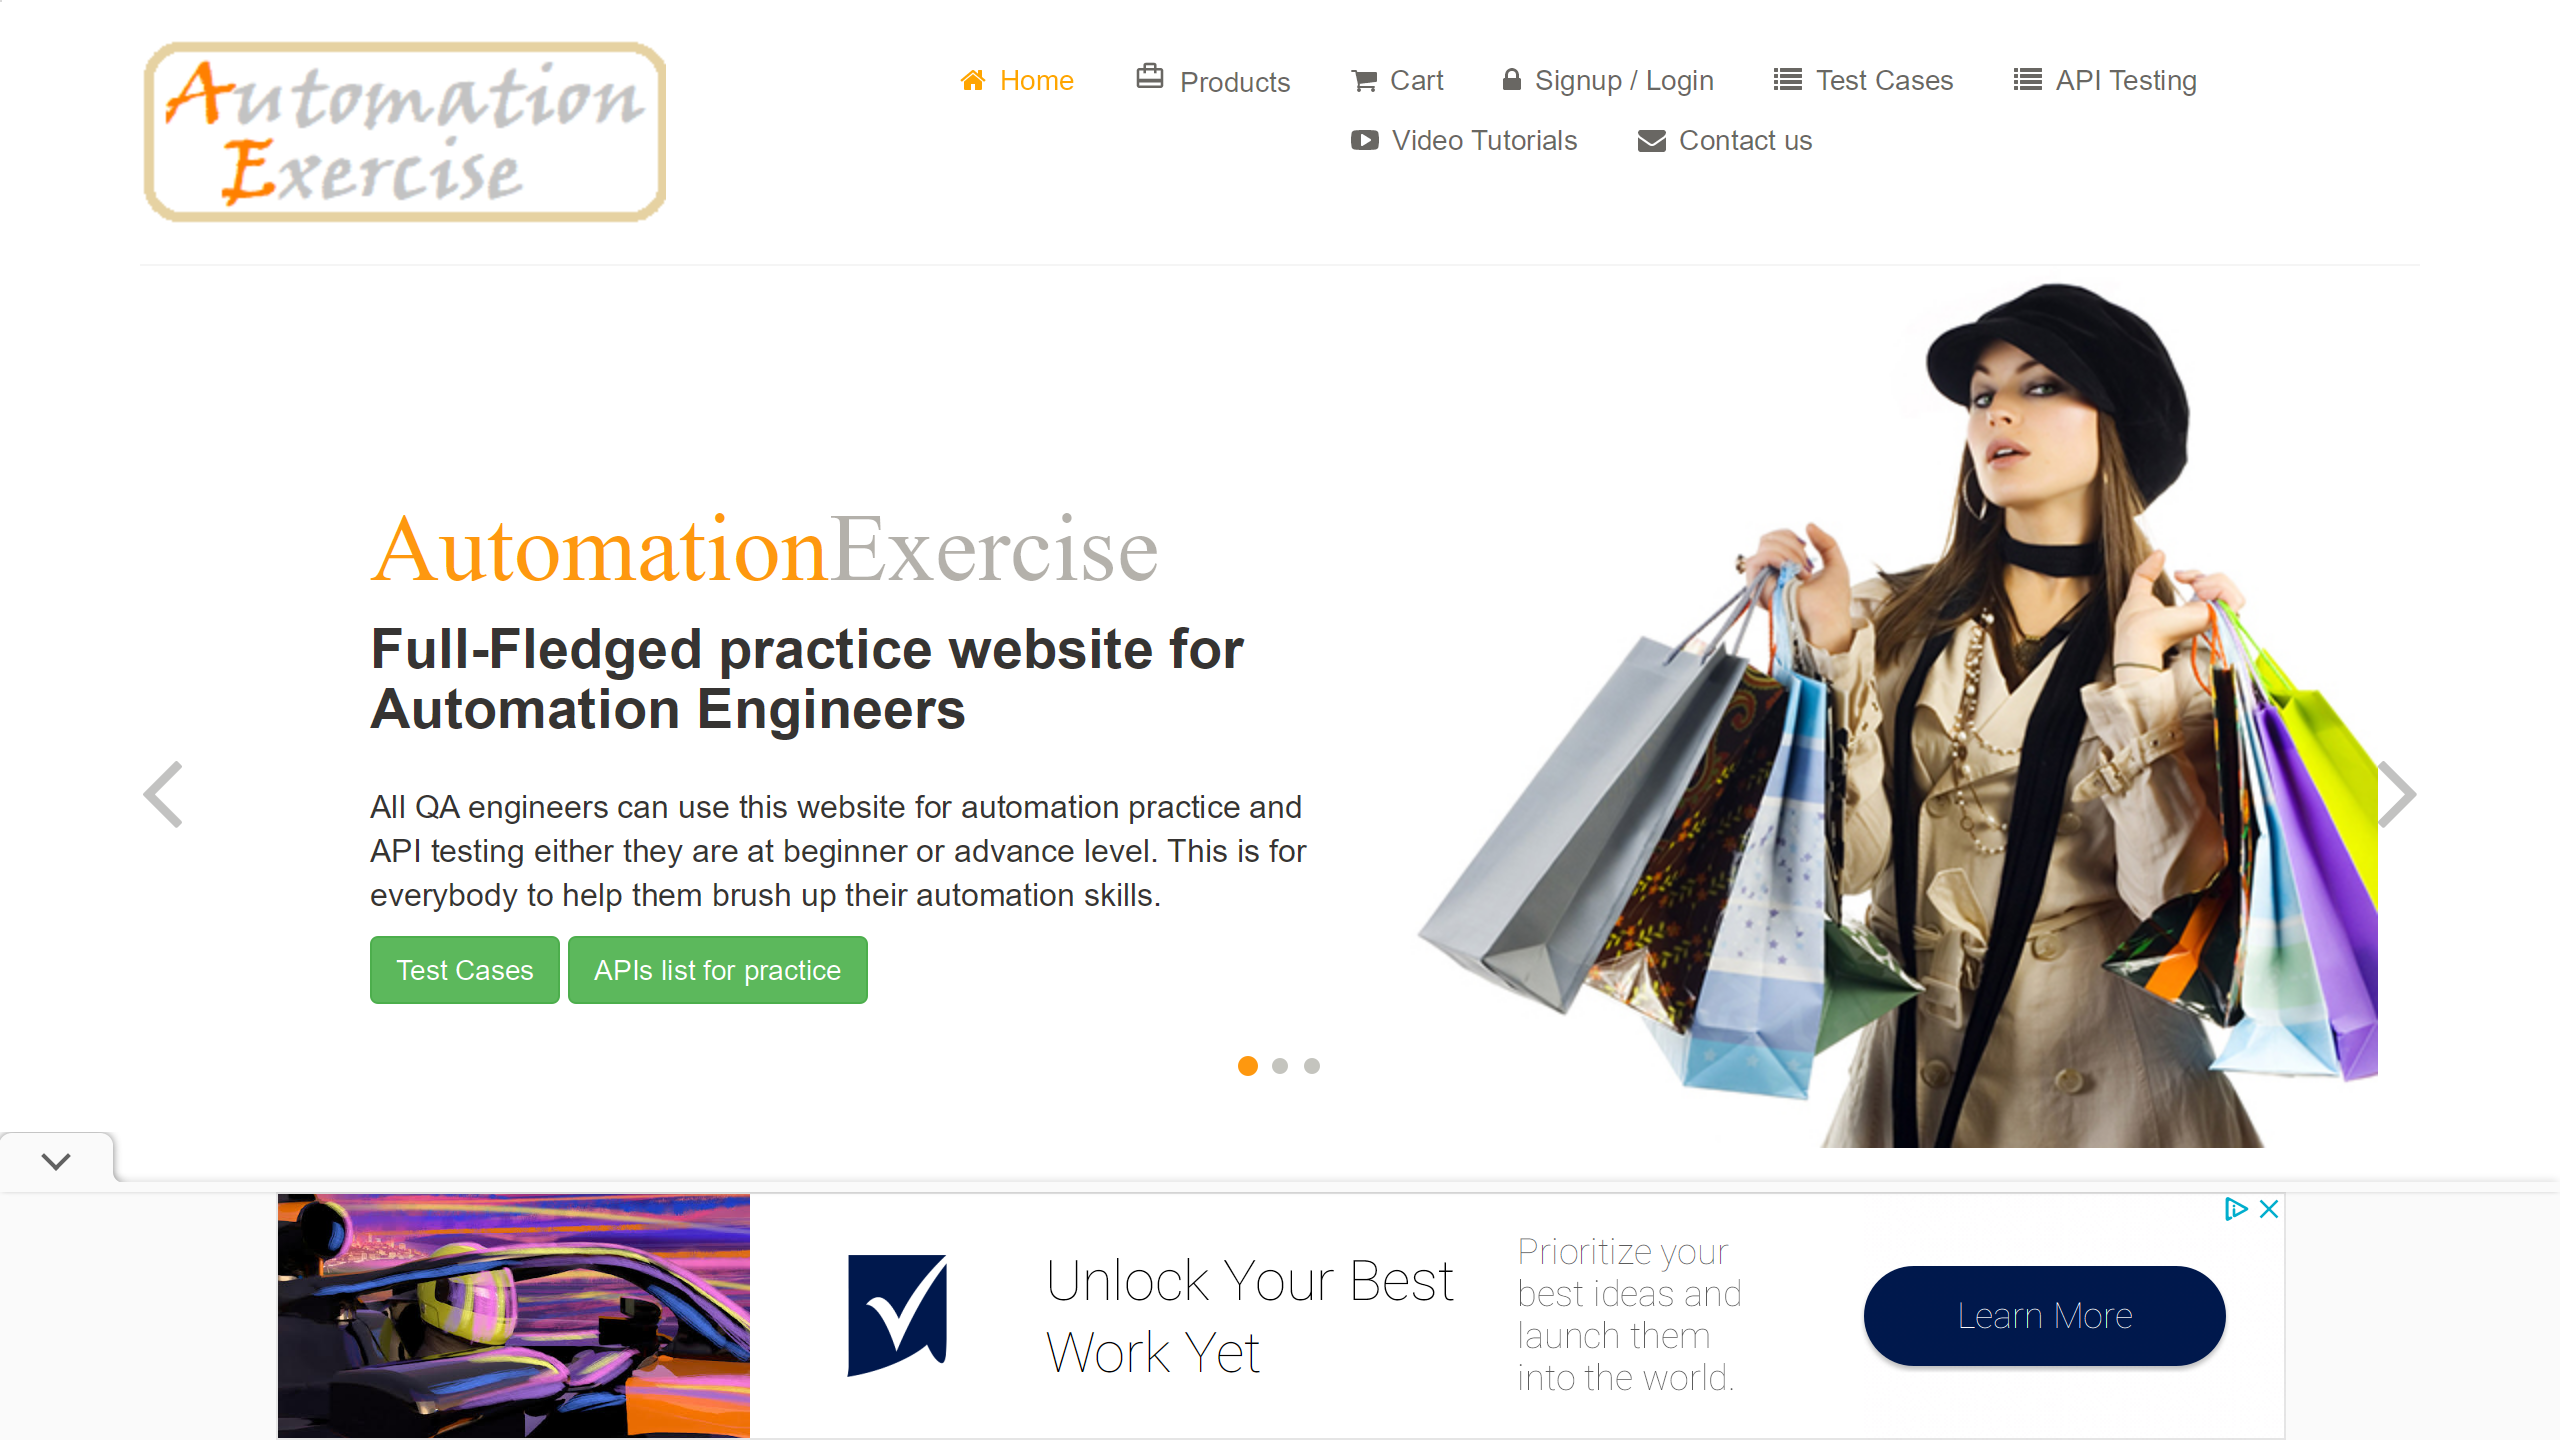 Automation
Exercise
Home
Products
Cart
Signup / Login
Test Cases
API Testing
Video Tutorials
Contact us
AutomationExercise
Full-Fledged practice website for
Automation Engineers
All QA engineers can use this website for automation practice and
API testing either they are at beginner or advance level. This is for
everybody to help them brush up their automation skills.
Test Cases
APIs list for practice
Unlock Your Best
Work Yet
Prioritize your
best ideas and
launch them
into the world.
Learn More